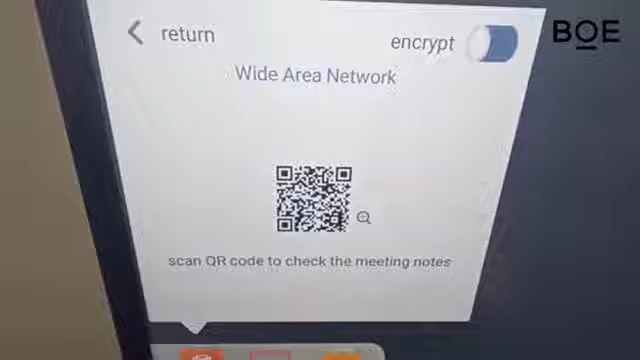 return
encrypt
BOE
Wide Area Network
scan QR code to check the meeting notes